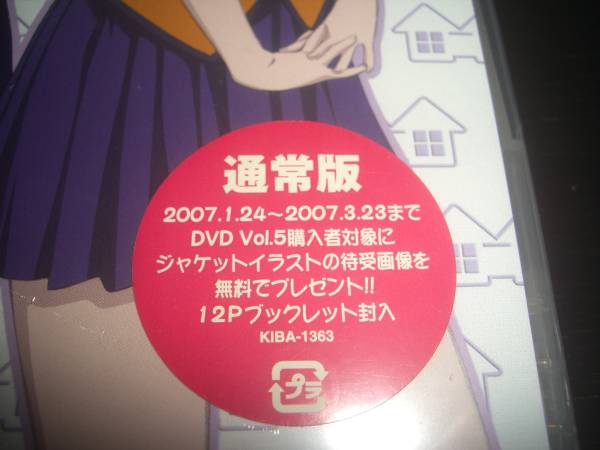 通常版
2007.1.24〜2007.3.23まで
DVD Vol.5購入者対象に
ジャケットイラストの待受画像を
無料でプレゼント!!
12Pブックレット封入
KIBA-1363
プラ